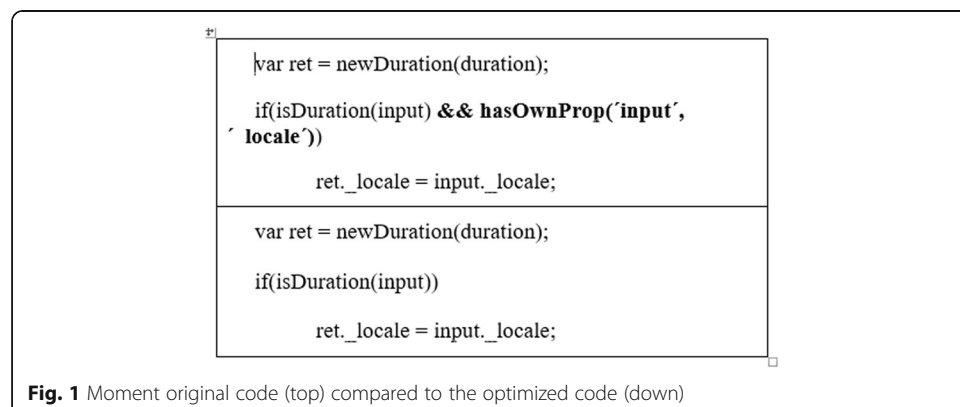 var ret = newDuration(duration);
if(isDuration(input) && hasOwnProp(´input´,
´ locale´))
ret._locale = input._locale;
var ret = newDuration(duration);
if(isDuration(input))
ret._locale = input._locale;
Fig. 1 Moment original code (top) compared to the optimized code (down)